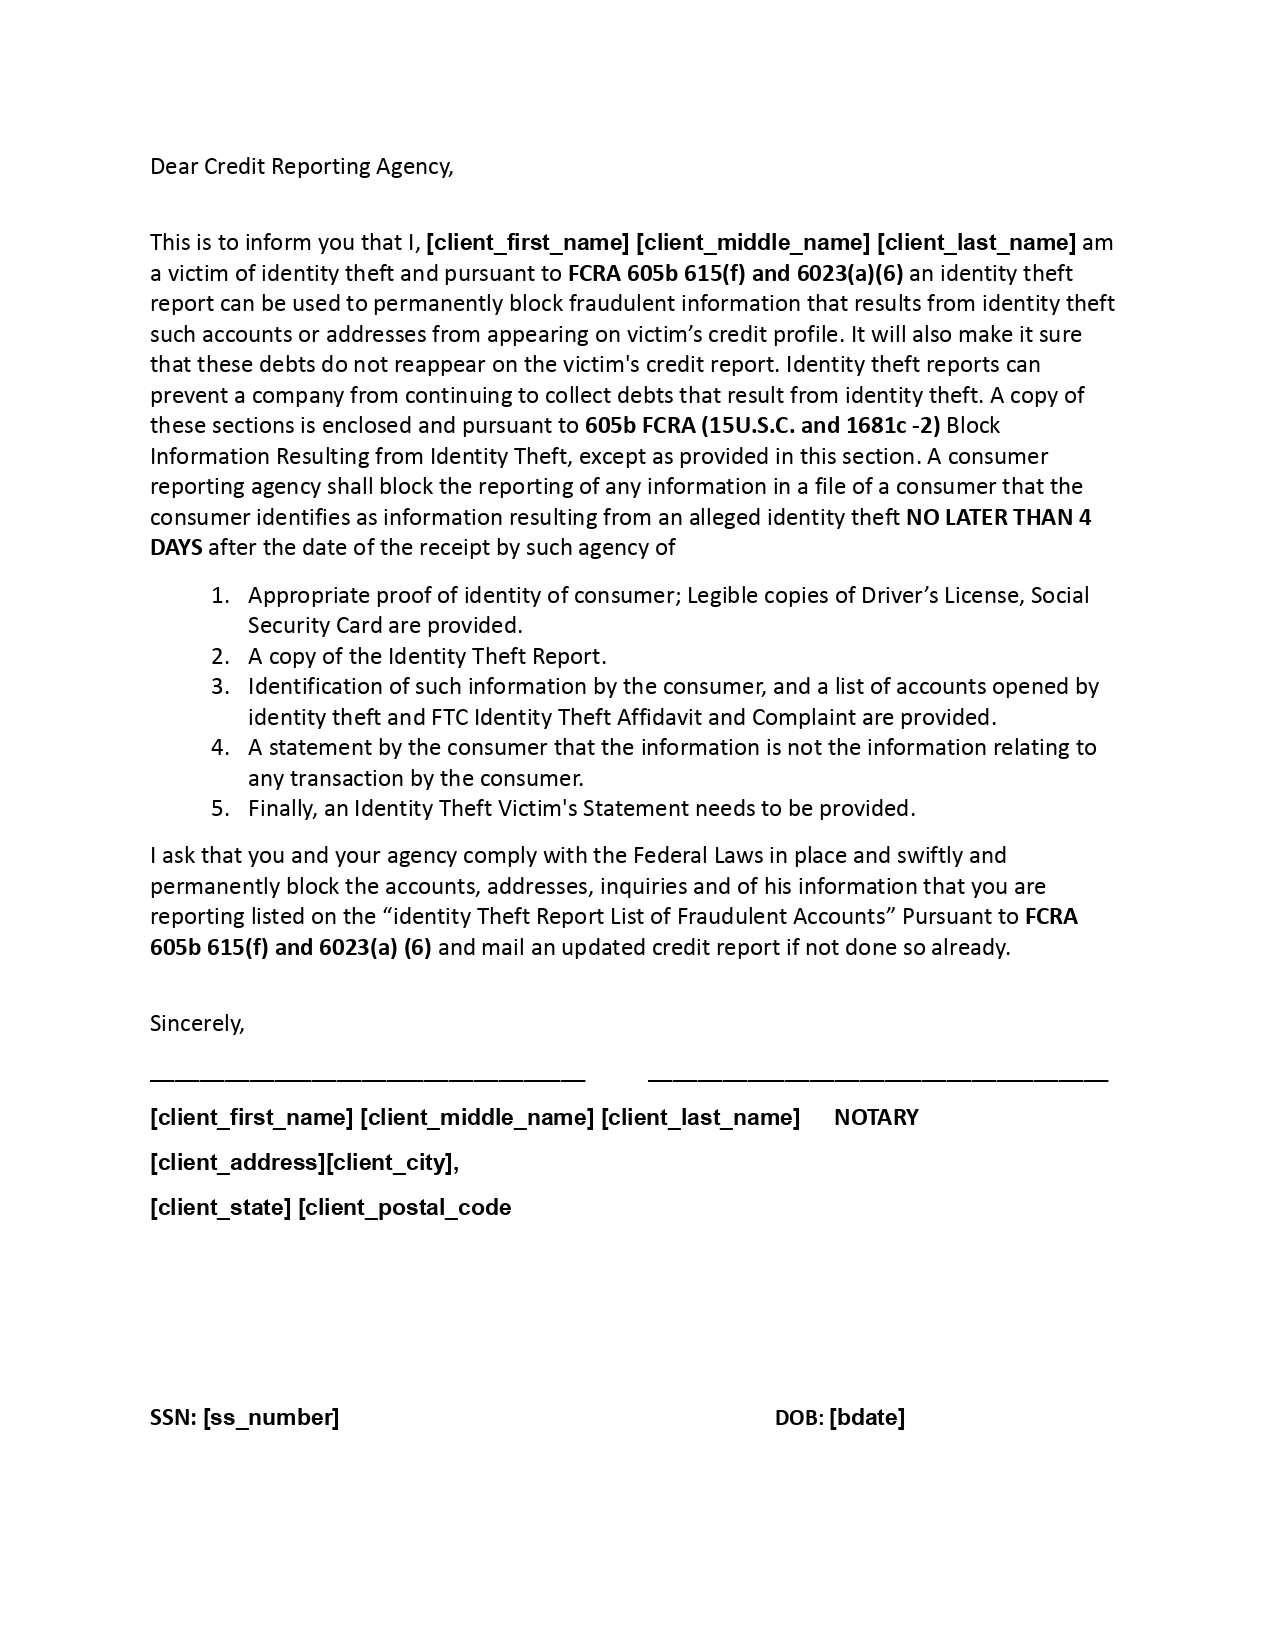 Dear Credit Reporting Agency,
This is to inform you that I, [client_first_name] [client_middle_name] [client_last_name] am
a victim of identity theft and pursuant to FCRA 605b 615(f) and 6023(a)(6) an identity theft
report can be used to permanently block fraudulent information that results from identity theft
such accounts or addresses from appearing on victim’s credit profile. It will also make it sure
that these debts do not reappear on the victim's credit report. Identity theft reports can
prevent a company from continuing to collect debts that result from identity theft. A copy of
these sections is enclosed and pursuant to 605b FCRA (15U.S.C. and 1681c -2) Block
Information Resulting from Identity Theft, except as provided in this section. A consumer
reporting agency shall block the reporting of any information in a file of a consumer that the
consumer identifies as information resulting from an alleged identity theft NO LATER THAN 4
DAYS after the date of the receipt by such agency of
1. Appropriate proof of identity of consumer; Legible copies of Driver’s License, Social
Security Card are provided.
2. A copy of the Identity Theft Report.
3. Identification of such information by the consumer, and a list of accounts opened by
identity theft and FTC Identity Theft Affidavit and Complaint are provided.
4. A statement by the consumer that the information is not the information relating to
any transaction by the consumer.
5. Finally, an Identity Theft Victim's Statement needs to be provided.
I ask that you and your agency comply with the Federal Laws in place and swiftly and
permanently block the accounts, addresses, inquiries and of his information that you are
reporting listed on the “identity Theft Report List of Fraudulent Accounts” Pursuant to FCRA
605b 615(f) and 6023(a) (6) and mail an updated credit report if not done so already.
Sincerely,
[client_first_name] [client_middle_name] [client_last_name] NOTARY
[client_address][client_city],
[client_state] [client_postal_code
SSN: [ss_number] DOB: [bdate]